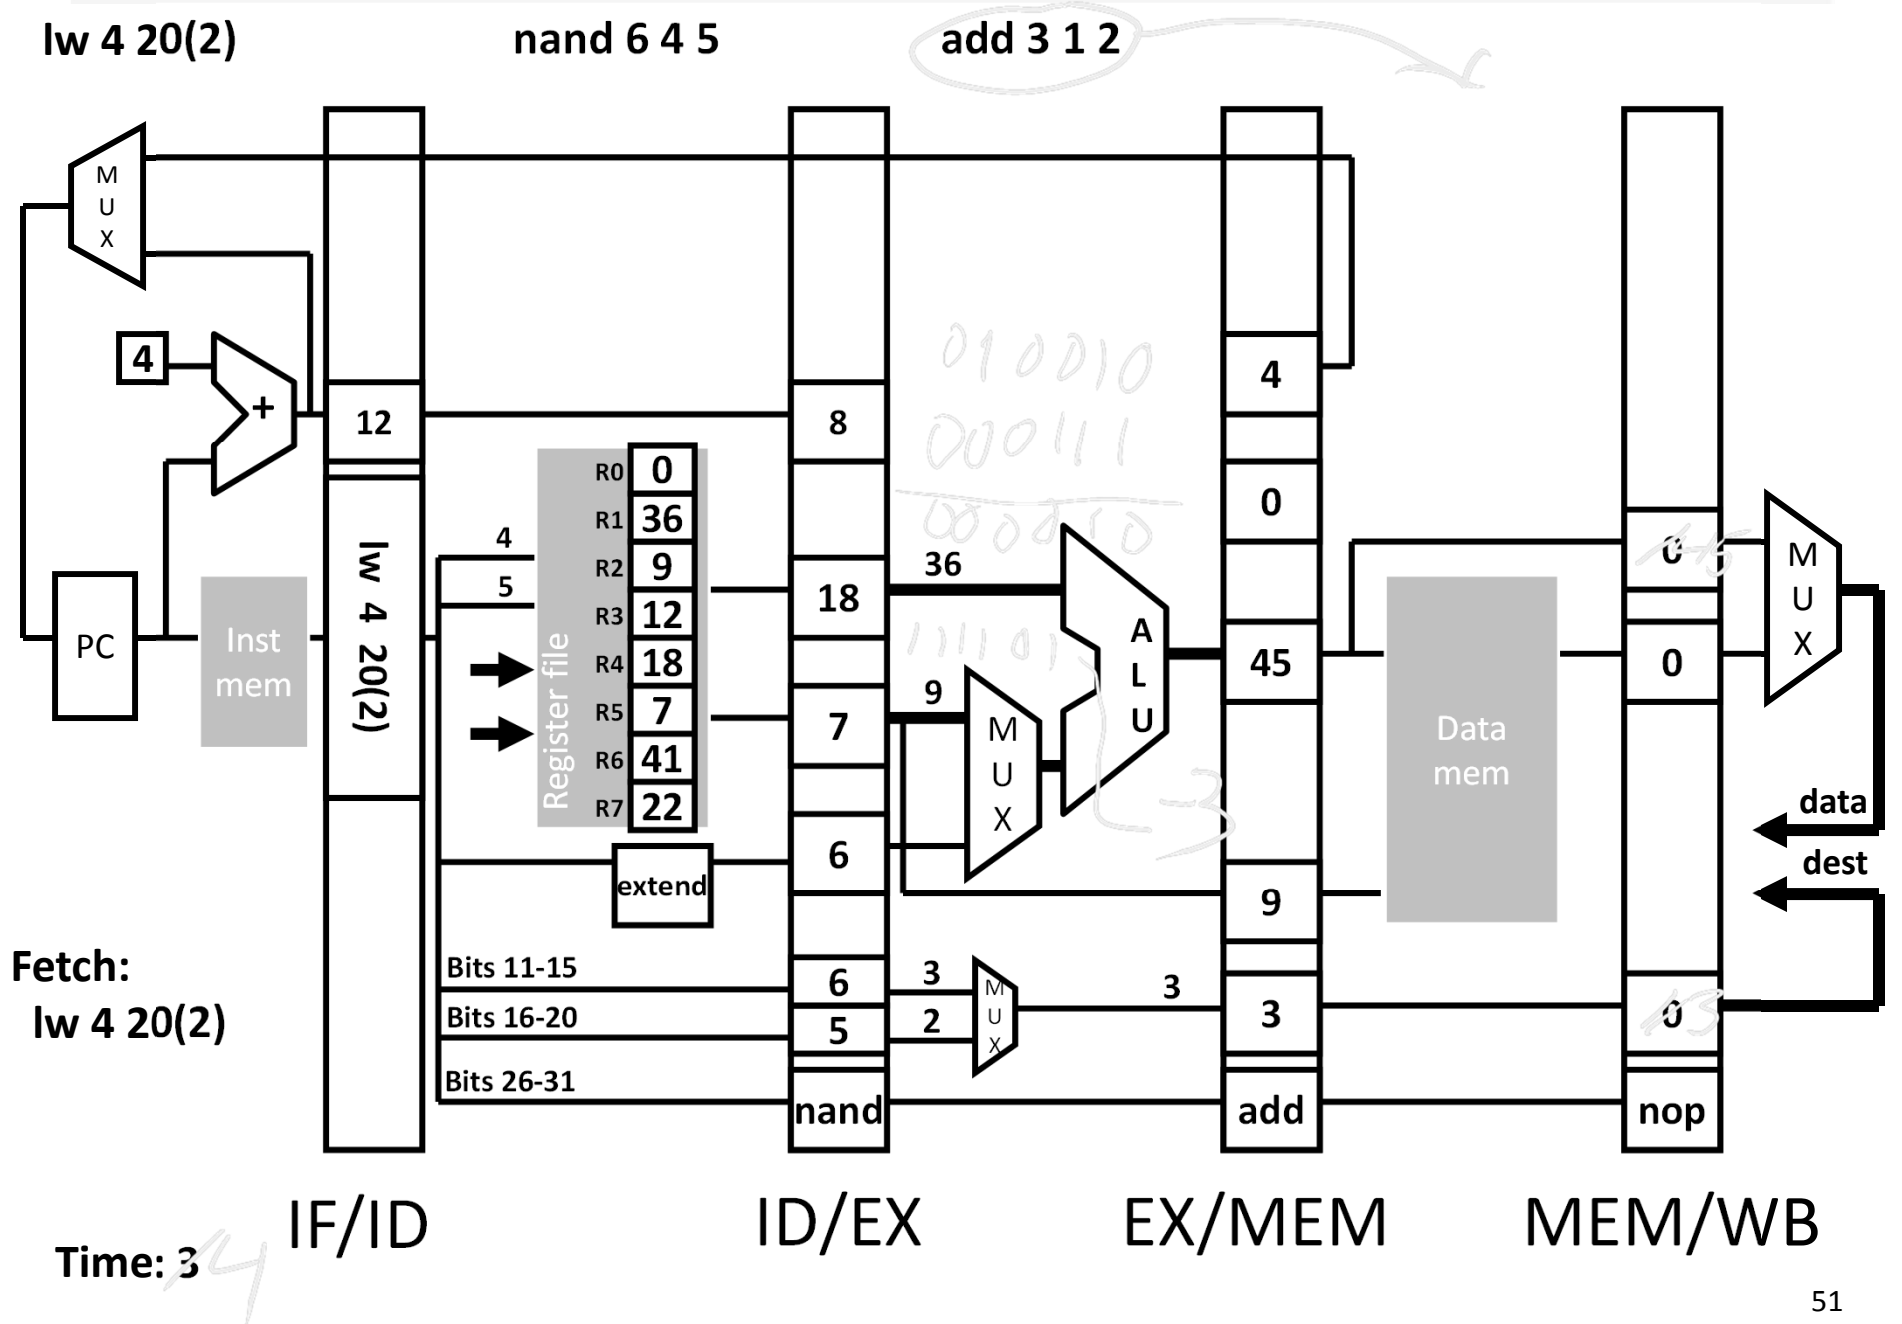 lw 4 20(2) nand 6 4 5 add 3 1 2
M
U
X
4
+
12
8
4
010010
000111
000010
R0 0
R1 36
R2 9
R3 12
R4 18
R5 7
R6 41
R7 22
Register file
4
5
PC
Inst
mem
lw 4 20(2)
extend
18
7
6
6
5
nand
36
9
M
U
X
A
L
U
3
0
45
9
3
add
Data
mem
0
0
0
nop
M
U
X
data
dest
Fetch:
lw 4 20(2)
Bits 11-15
Bits 16-20
Bits 26-31
3
2
M
U
X
3
IF/ID ID/EX EX/MEM MEM/WB
Time: 3
4
51